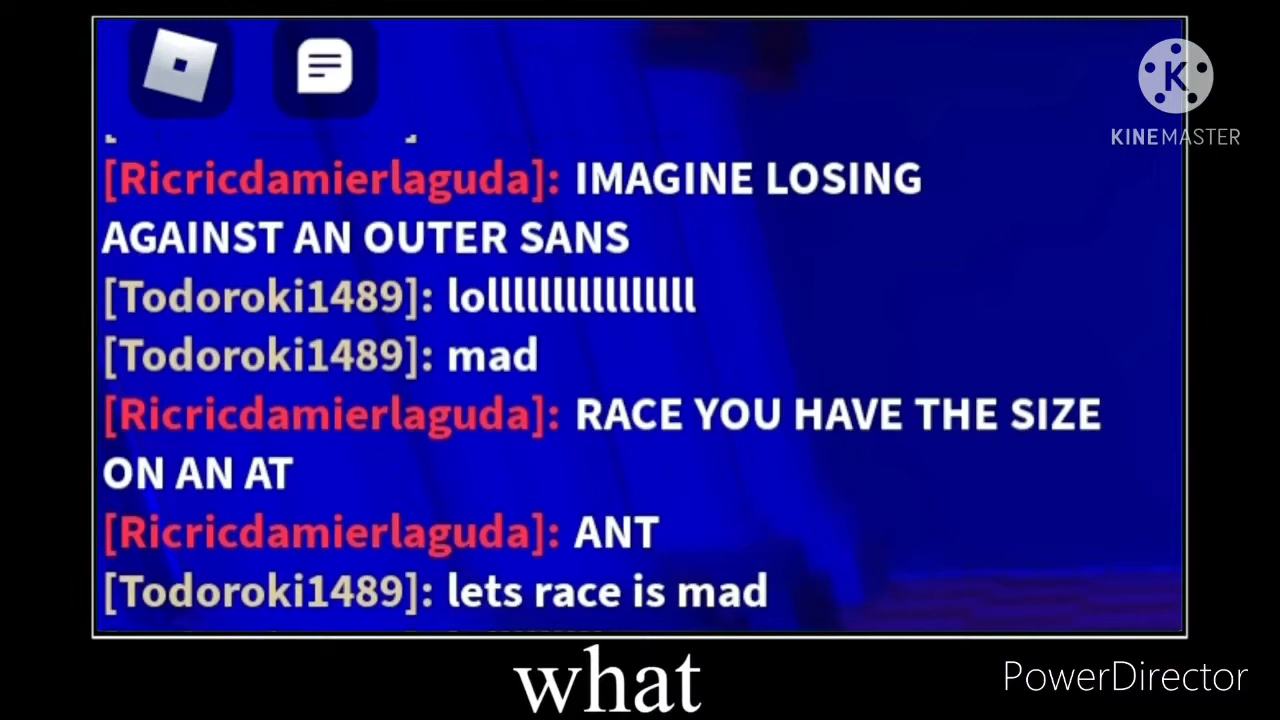 K
KINEMASTER
[Ricricdamierlaguda]: IMAGINE LOSING
AGAINST AN OUTER SANS
[Todoroki1489]: lolllllllllllllllll
[Todoroki1489]: mad
[Ricricdamierlaguda]: RACE YOU HAVE THE SIZE
ON AN AT
[Ricricdamierlaguda]: ANT
[Todoroki1489]: lets race is mad
what
PowerDirector